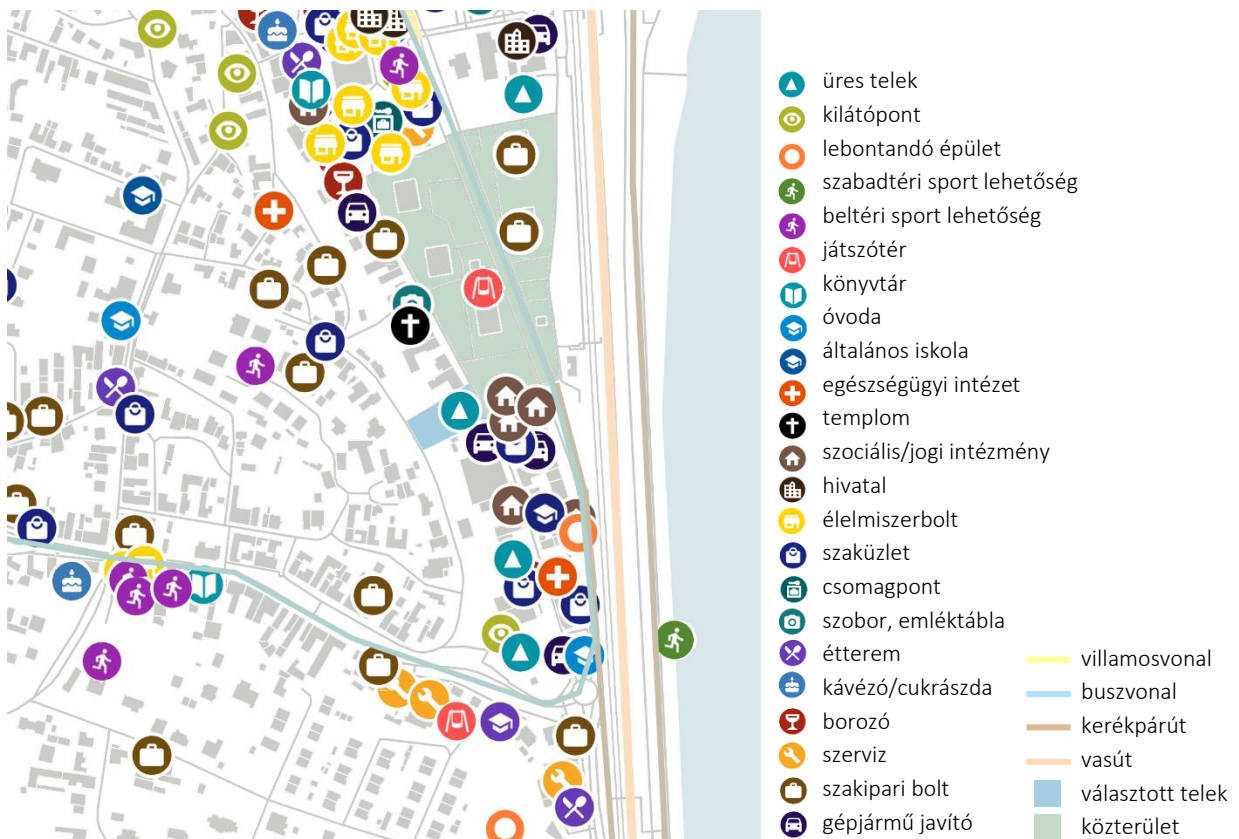 üres telek
kilátópont
lebontandó épület
szabadtéri sport lehetőség
beltéri sport lehetőség
játszótér
könyvtár
óvoda
általános iskola
egészségügyi intézet
templom
szociális/jogi intézmény
hivatal
élelmiszerbolt
szaküzlet
csomagpont
szobor, emléktábla
étterem
kávézó/cukrászda
borozó
szerviz
szakipari bolt
gépjármű javító
villamosvonal
buszvonal
kerékpárút
vasút
választott telek
közterület